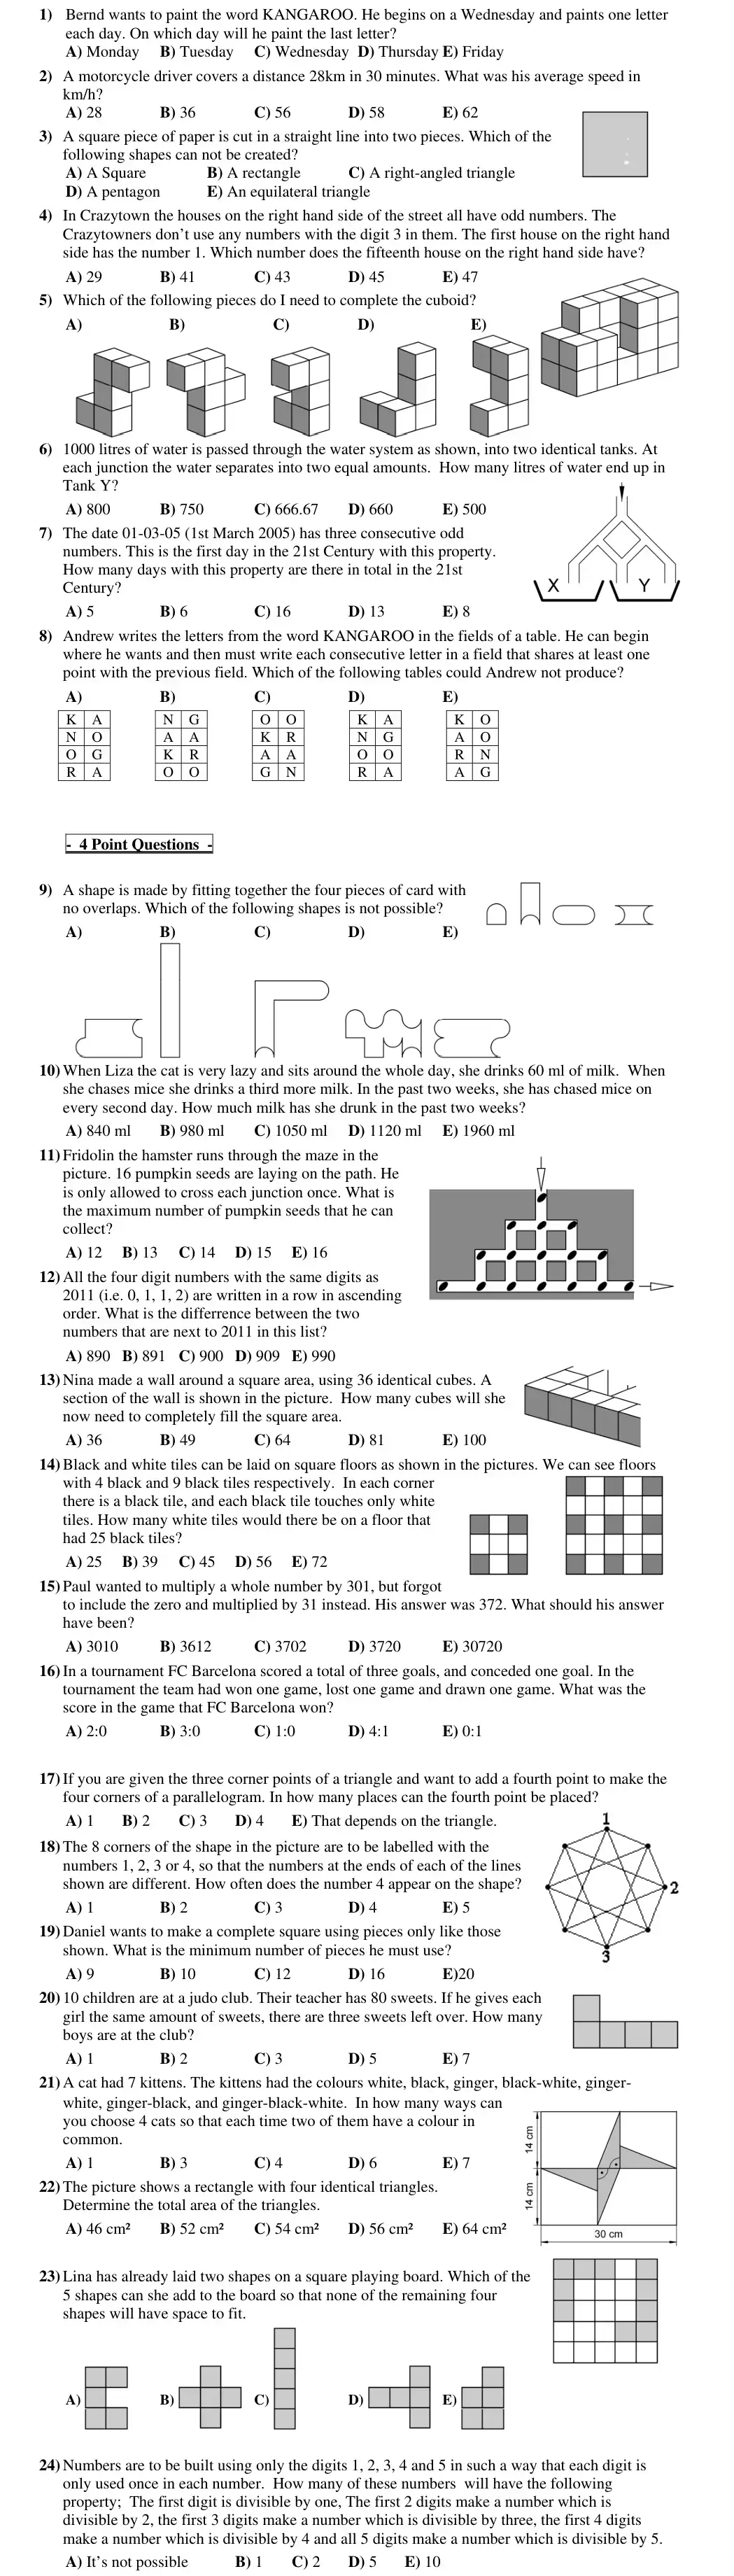 1) Bernd wants to paint the word KANGAROO. He begins on a Wednesday and paints one letter
each day. On which day will he paint the last letter?
A) Monday B) Tuesday C) Wednesday D) Thursday E) Friday
2) A motorcycle driver covers a distance 28km in 30 minutes. What was his average speed in
km/h?
A) 28 B) 36 C) 56 D) 58 E) 62
3) A square piece of paper is cut in a straight line into two pieces. Which of the
following shapes can not be created?
A) A Square B) A rectangle C) A right-angled triangle
D) A pentagon E) An equilateral triangle
4) In Crazytown the houses on the right hand side of the street all have odd numbers. The
Crazytowners don't use any numbers with the digit 3 in them. The first house on the right hand
side has the number 1. Which number does the fifteenth house on the right hand side have?
A) 29 B) 41 C) 43 D) 45 E) 47
5) Which of the following pieces do I need to complete the cuboid?
A) B) C) D) E)
6) 1000 litres of water is passed through the water system as shown, into two identical tanks. At
each junction the water separates into two equal amounts. How many litres of water end up in
Tank Y?
A) 800 B) 750 C) 666.67 D) 660 E) 500
7) The date 01-03-05 (1st March 2005) has three consecutive odd
numbers. This is the first day in the 21st Century with this property.
How many days with this property are there in total in the 21st
Century?
X Y
A) 5 B) 6 C) 16 D) 13 E) 8
8) Andrew writes the letters from the word KANGAROO in the fields of a table. He can begin
where he wants and then must write each consecutive letter in a field that shares at least one
point with the previous field. Which of the following tables could Andrew not produce?
A) B) C) D) E)
K A N G O O K A K O
N O A A K R N G A O
O G K R A A O O R N
R A O O G N R A A G
- 4 Point Questions -
9) A shape is made by fitting together the four pieces of card with
no overlaps. Which of the following shapes is not possible?
A) B) C) D) E)
10) When Liza the cat is very lazy and sits around the whole day, she drinks 60 ml of milk. When
she chases mice she drinks a third more milk. In the past two weeks, she has chased mice on
every second day. How much milk has she drunk in the past two weeks?
A) 840 ml B) 980 ml C) 1050 ml D) 1120 ml E) 1960 ml
11) Fridolin the hamster runs through the maze in the
picture. 16 pumpkin seeds are laying on the path. He
is only allowed to cross each junction once. What is
the maximum number of pumpkin seeds that he can
collect?
A) 12 B) 13 C) 14 D) 15 E) 16
12) All the four digit numbers with the same digits as
2011 (i.e. 0, 1, 1, 2) are written in a row in ascending
order. What is the differrence between the two
numbers that are next to 2011 in this list?
A) 890 B) 891 C) 900 D) 909 E) 990
13) Nina made a wall around a square area, using 36 identical cubes. A
section of the wall is shown in the picture. How many cubes will she
now need to completely fill the square area.
A) 36 B) 49 C) 64 D) 81 E) 100
14) Black and white tiles can be laid on square floors as shown in the pictures. We can see floors
with 4 black and 9 black tiles respectively. In each corner
there is a black tile, and each black tile touches only white
tiles. How many white tiles would there be on a floor that
had 25 black tiles?
A) 25 B) 39 C) 45 D) 56 E) 72
15) Paul wanted to multiply a whole number by 301, but forgot
to include the zero and multiplied by 31 instead. His answer was 372. What should his answer
have been?
A) 3010 B) 3612 C) 3702 D) 3720 E) 30720
16) In a tournament FC Barcelona scored a total of three goals, and conceded one goal. In the
tournament the team had won one game, lost one game and drawn one game. What was the
score in the game that FC Barcelona won?
A) 2:0 B) 3:0 C) 1:0 D) 4:1 E) 0:1
17) If you are given the three corner points of a triangle and want to add a fourth point to make the
four corners of a parallelogram. In how many places can the fourth point be placed?
A) 1 B) 2 C) 3 D) 4 E) That depends on the triangle.
1
18) The 8 corners of the shape in the picture are to be labelled with the
numbers 1, 2, 3 or 4, so that the numbers at the ends of each of the lines
shown are different. How often does the number 4 appear on the shape?
2
A) 1 B) 2 C) 3 D) 4 E) 5
19) Daniel wants to make a complete square using pieces only like those
shown. What is the minimum number of pieces he must use?
3
A) 9 B) 10 C) 12 D) 16 E)20
20) 10 children are at a judo club. Their teacher has 80 sweets. If he gives each
girl the same amount of sweets, there are three sweets left over. How many
boys are at the club?
A) 1 B) 2 C) 3 D) 5 E) 7
21) A cat had 7 kittens. The kittens had the colours white, black, ginger, black-white, ginger-
white, ginger-black, and ginger-black-white. In how many ways can
you choose 4 cats so that each time two of them have a colour in
common.
A) 1 B) 3 C) 4 D) 6 E) 7
14 cm
22) The picture shows a rectangle with four identical triangles.
Determine the total area of the triangles.
14 cm
A) 46 cm² B) 52 cm² C) 54 cm² D) 56 cm² E) 64 cm²
30 cm
23) Lina has already laid two shapes on a square playing board. Which of the
5 shapes can she add to the board so that none of the remaining four
shapes will have space to fit.
A) B) C) D) E)
24) Numbers are to be built using only the digits 1, 2, 3, 4 and 5 in such a way that each digit is
only used once in each number. How many of these numbers will have the following
property; The first digit is divisible by one, The first 2 digits make a number which is
divisible by 2, the first 3 digits make a number which is divisible by three, the first 4 digits
make a number which is divisible by 4 and all 5 digits make a number which is divisible by 5.
A) It's not possible B) 1 C) 2 D) 5 E) 10